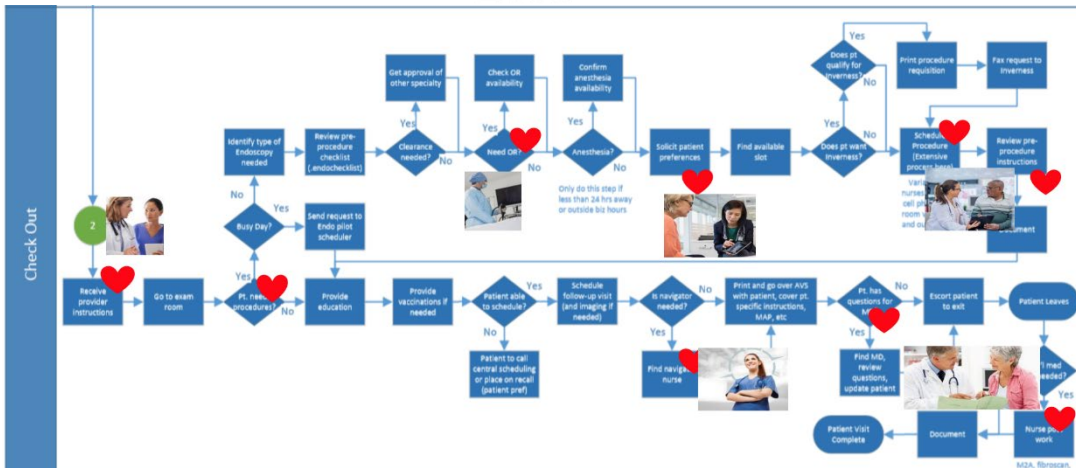 Check Out
2
Receive
provider
instructions
Go to exam
room
Pt. need
procedures?
Yes
No
Busy Day?
Yes
No
Send request to
Endo pilot
scheduler
Identify type of
Endoscopy
needed
Review pre-
procedure
checklist
(.endochecklist)
Clearance
needed?
Yes
No
Get approval of
other specialty
Need OR?
Yes
No
Check OR
availability
Anesthesia?
Yes
No
Confirm
anesthesia
availability
Only do this step if
less than 24 hrs away
or outside biz hours
Solicit patient
preferences
Find available
slot
Does pt want
Inverness?
Yes
No
Does pt
qualify for
Inverness?
Yes
No
Print procedure
requisition
Fax request to
Inverness
Schedule
Procedure
(Extensive
process here)
Review pre-
procedure
instructions
Document
Provide
education
Provide
vaccinations if
needed
Patient able
to schedule?
Yes
No
Patient to call
central scheduling
or place on recall
(patient pref)
Schedule
follow-up visit
(and imaging if
needed)
Is navigator
needed?
Yes
No
Find
nurse
Print and go over AVS
with patient, cover pt.
specific instructions,
MAP, etc
Pt. has
questions for
Yes
No
Find MD,
review
questions,
update patient
Escort patient
to exit
Patient Leaves
med
Yes
Nurse
work
Document
Patient Visit
Complete
M2A, fibroscan,